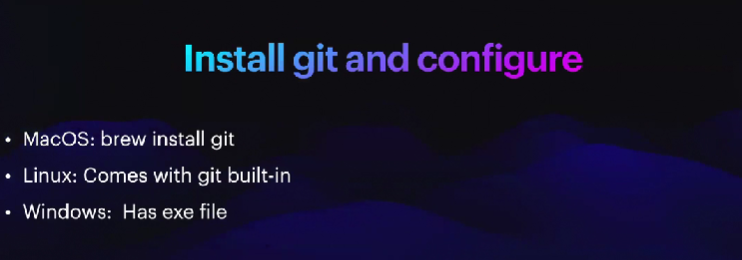 Install git and configure
• MacOS: brew install git
• Linux: Comes with git built-in
• Windows:  Has exe file